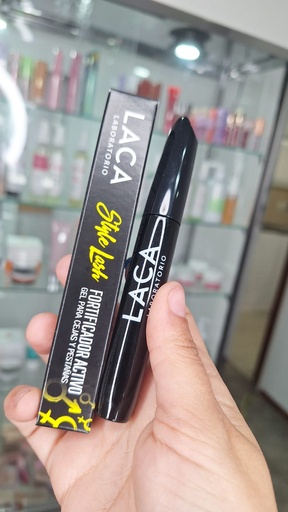 LACA
LABORATORIO
Style Lash
FORTIFICADOR ACTIVO
GEL PARA CEJAS Y PESTAÑAS
LACA
LABORATORIO